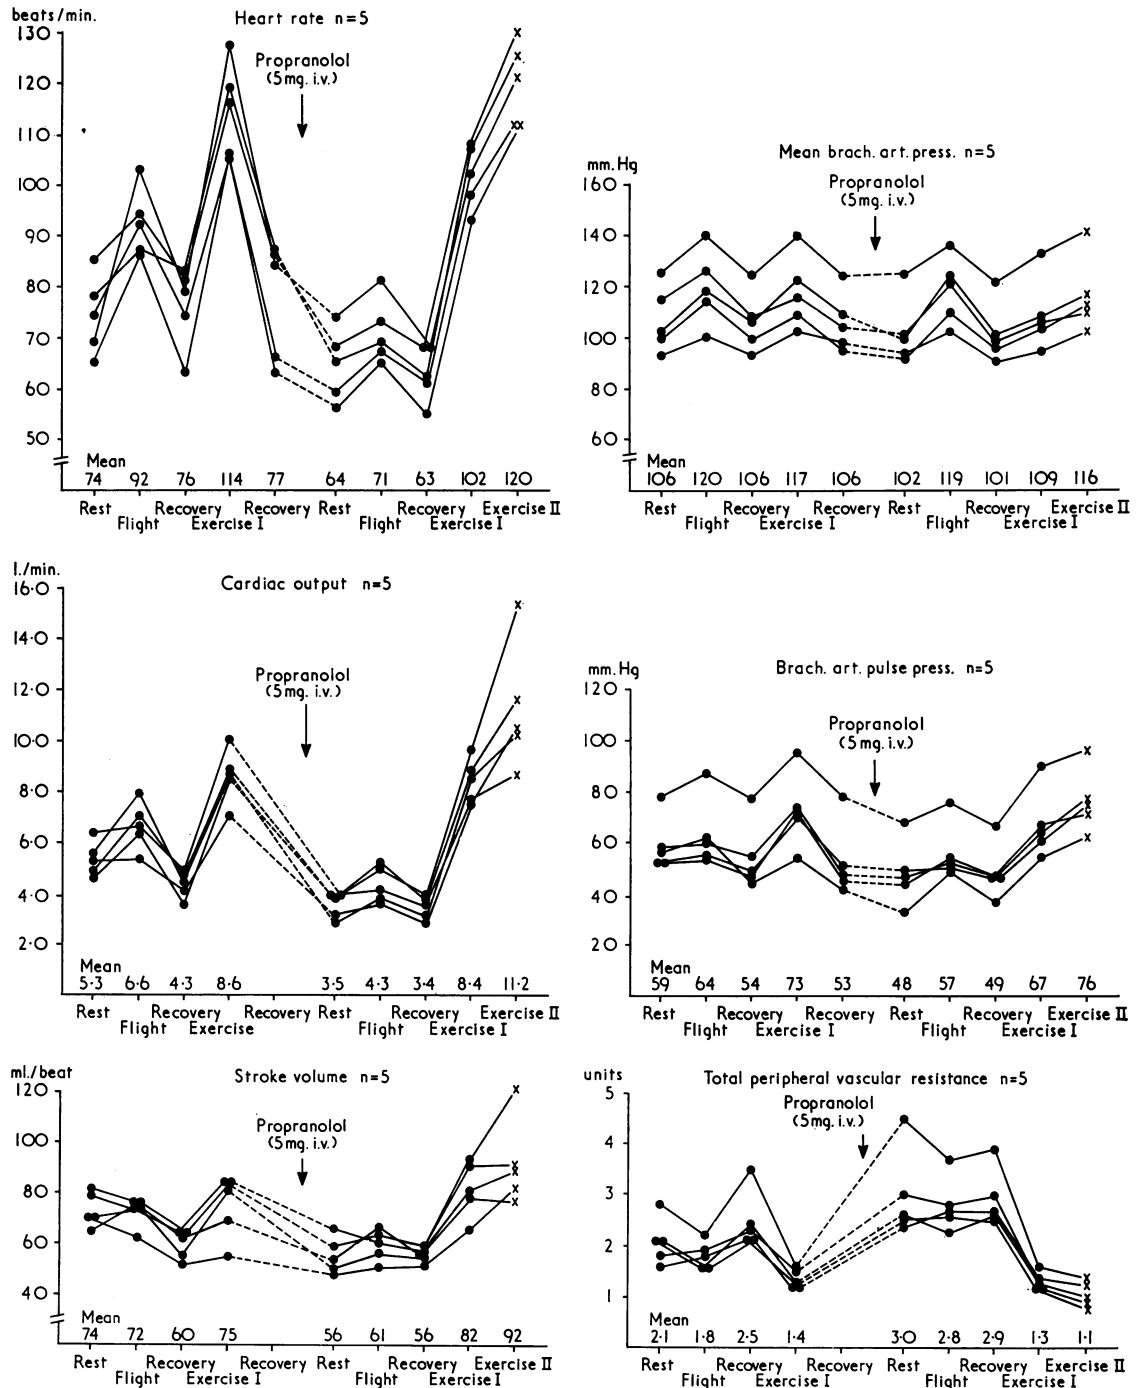 beats/min.
Heart rate n=5
130
120
110
100
90
80
70
60
50
Propranolol
(5mg. i.v.)
Mean
74 92 76 114 77 64 71 63 102 120
Rest Recovery Recovery Rest Recovery Exercise II
Flight Exercise I Flight Exercise I
Mean brach. art. press. n=5
mm. Hg
160
140
120
100
80
60
Propranolol
(5mg. i.v.)
Mean
106 120 106 117 106 102 119 101 109 116
Rest Recovery Recovery Rest Recovery Exercise II
Flight Exercise I Flight Exercise I
l./min.
Cardiac output n=5
16·0
14·0
12·0
10·0
8·0
6·0
4·0
2·0
Propranolol
(5mg. i.v.)
Mean
5·3 6·6 4·3 8·6 3·5 4·3 3·4 8·4 11·2
Rest Recovery Recovery Rest Recovery Exercise II
Flight Exercise Flight Exercise I
mm. Hg
Brach. art. pulse press. n=5
120
100
80
60
40
20
Propranolol
(5mg. i.v.)
Mean
59 64 54 73 53 48 57 49 67 76
Rest Recovery Recovery Rest Recovery Exercise II
Flight Exercise I Flight Exercise I
ml./beat
Stroke volume n=5
120
100
80
60
40
Propranolol
(5mg. i.v.)
Mean
74 72 60 75 56 61 56 82 92
Rest Recovery Recovery Rest Recovery Exercise II
Flight Exercise I Flight Exercise I
units
Total peripheral vascular resistance n=5
5
4
3
2
1
Propranolol
(5mg. i.v.)
Mean
2·1 1·8 2·5 1·4 3·0 2·8 2·9 1·3 1·1
Rest Recovery Recovery Rest Recovery Exercise II
Flight Exercise I Flight Exercise I